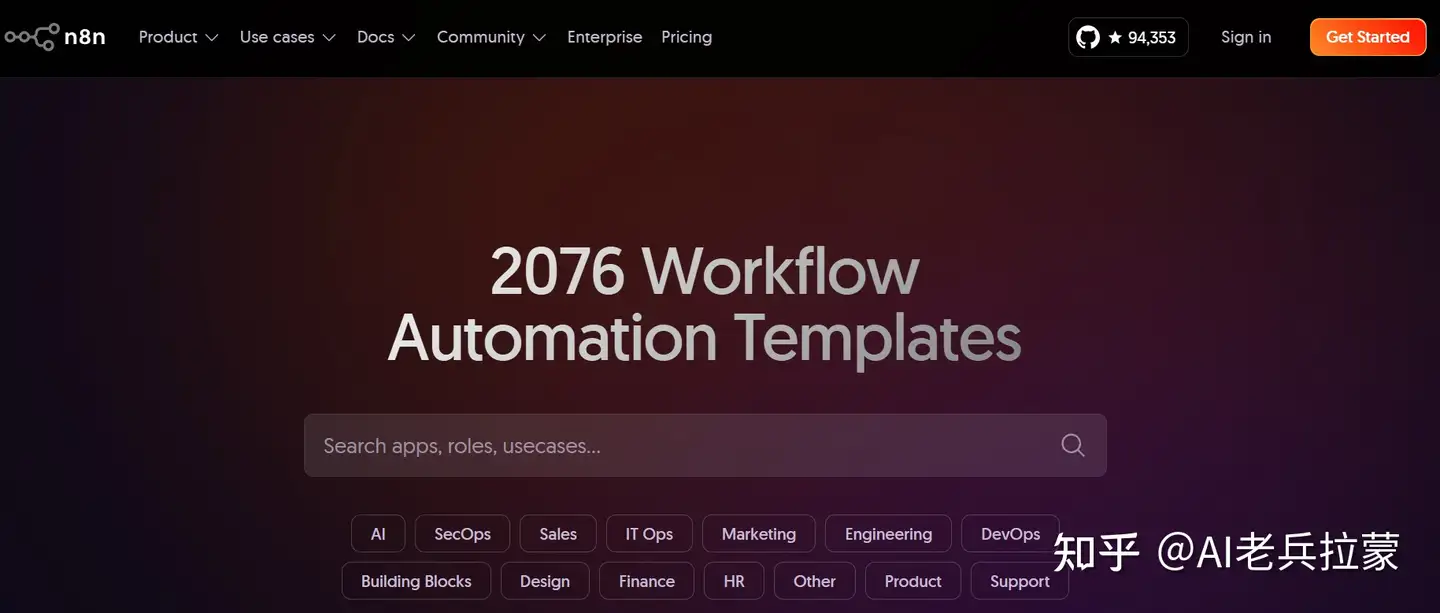 n8n Product Use cases Docs Community Enterprise Pricing ★ 94,353 Sign in Get Started
2076 Workflow
Automation Templates
Search apps, roles, usecases...
AI SecOps Sales IT Ops Marketing Engineering DevOps
Building Blocks Design Finance HR Other Product Support
知乎 @AI老兵拉蒙